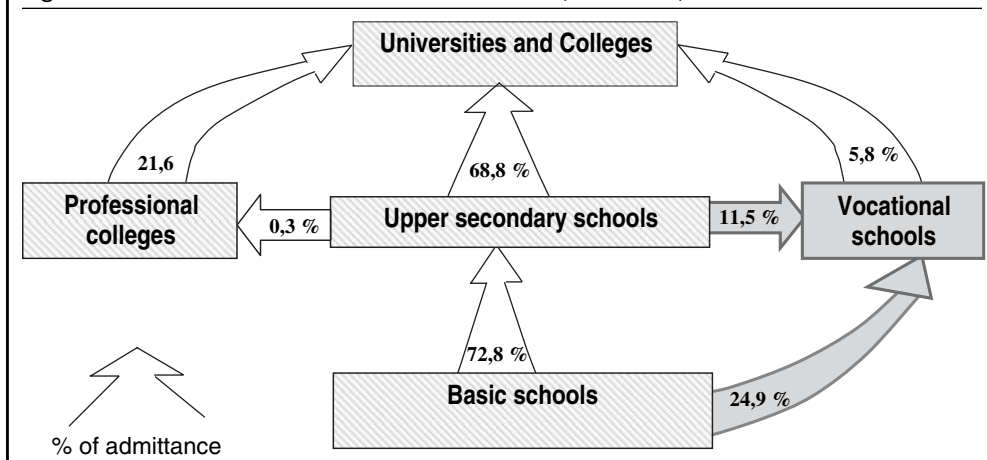 Universities and Colleges
21,6
68,8 %
5,8 %
Professional
colleges
0,3 %
Upper secondary schools
11,5 %
Vocational
schools
72,8 %
Basic schools
24,9 %
% of admittance